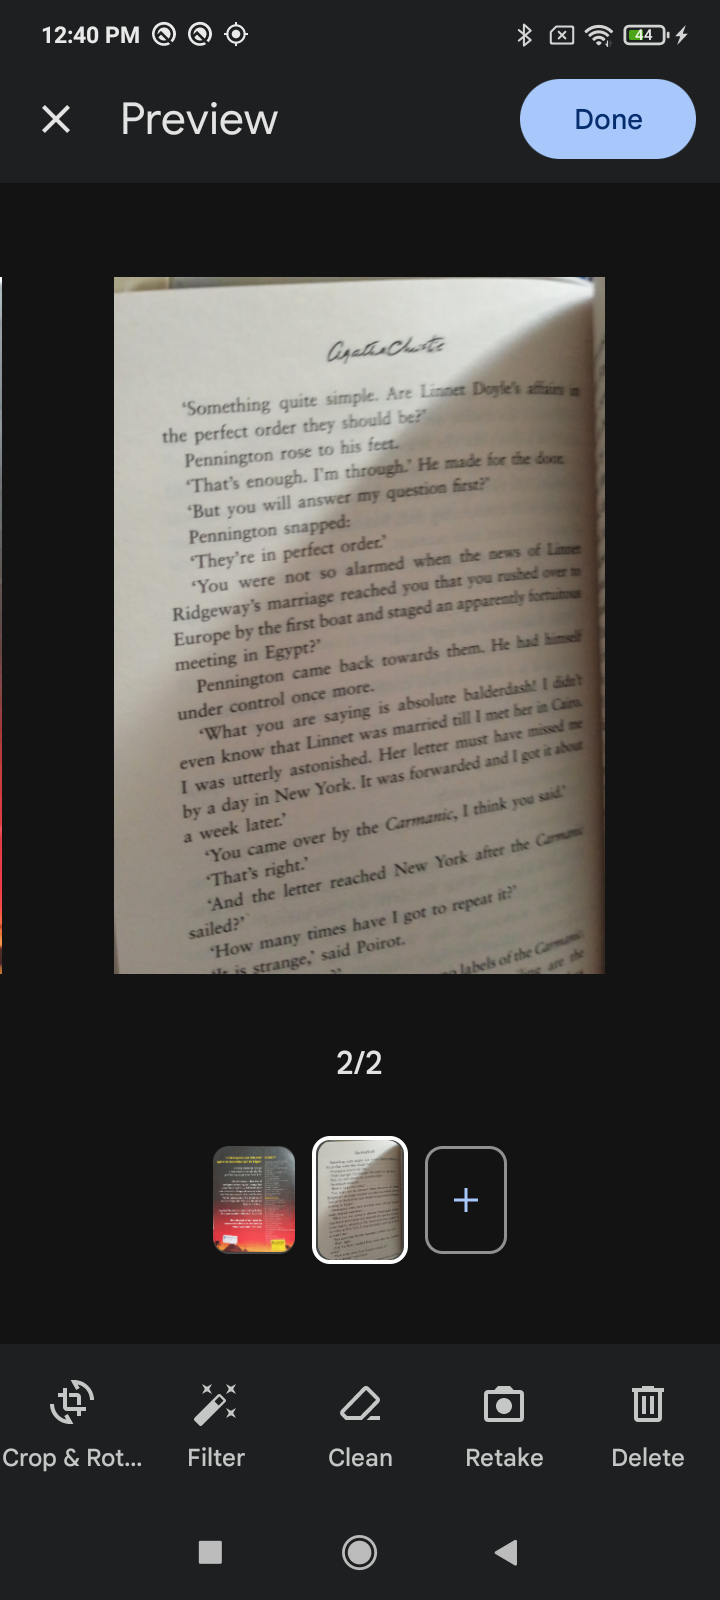 12:40 PM
44
Preview
Done
Agatha Christie
‘Something quite simple. Are Linnet Doyle’s affairs in
the perfect order they should be?’
Pennington rose to his feet.
‘That’s enough. I’m through.’ He made for the door.
‘But you will answer my question first?’
Pennington snapped:
‘They’re in perfect order.’
‘You were not so alarmed when the news of Linnet
Ridgeway’s marriage reached you that you rushed over to
Europe by the first boat and staged an apparently fortuitous
meeting in Egypt?’
Pennington came back towards them. He had himself
under control once more.
‘What you are saying is absolute balderdash! I didn’t
even know that Linnet was married till I met her in Cairo.
I was utterly astonished. Her letter must have missed me
by a day in New York. It was forwarded and I got it about
a week later.’
‘You came over by the Carmanic, I think you said.’
‘That’s right.’
‘And the letter reached New York after the Carmanic
sailed?’
‘How many times have I got to repeat it?’
‘It is strange,’ said Poirot.
labels of the Carmanic.
are the
2/2
Crop & Rot...
Filter
Clean
Retake
Delete